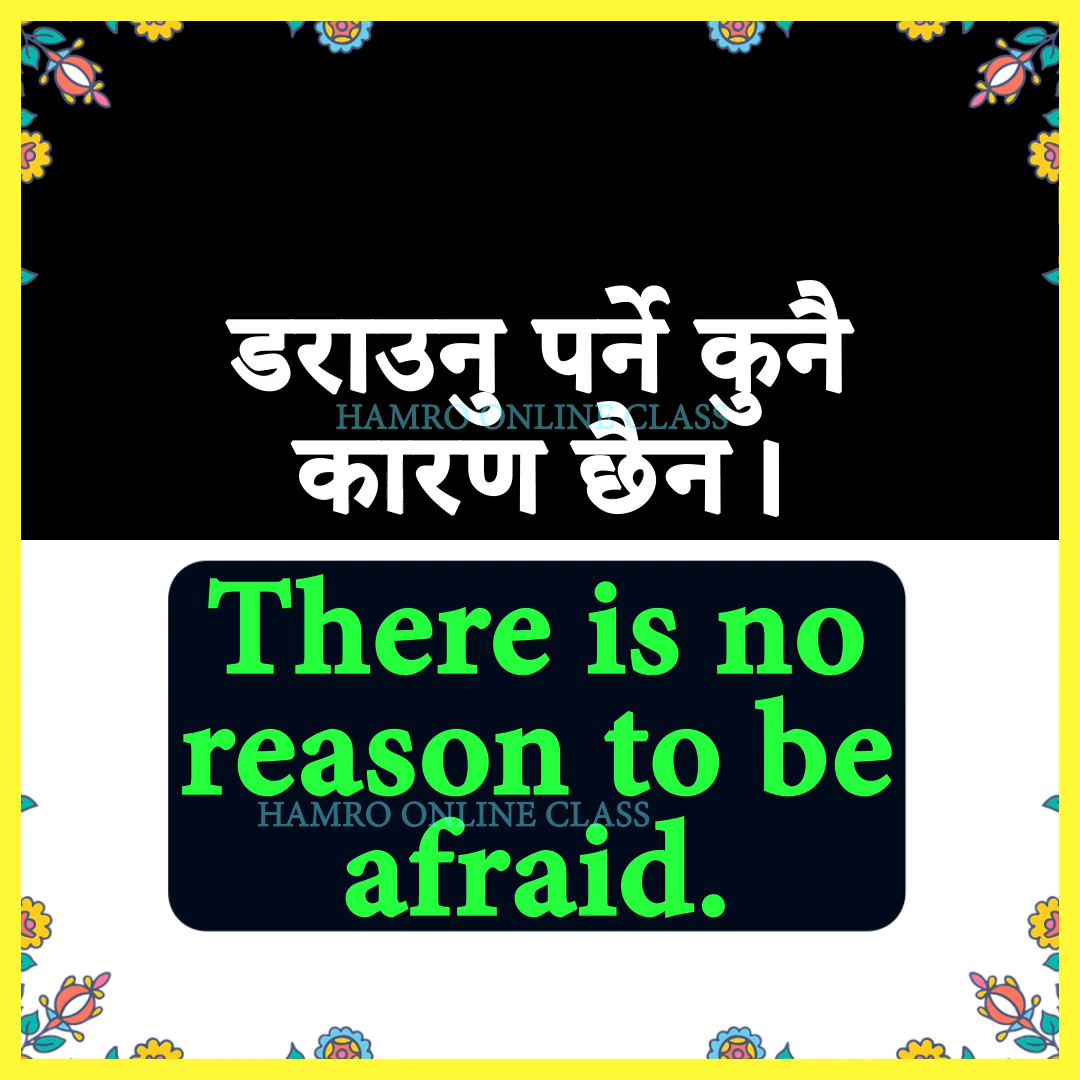 डराउनु पर्ने कुनै
HAMRO ONLINE CLASS
कारण छैन।
There is no
reason to be
HAMRO ONLINE CLASS
afraid.